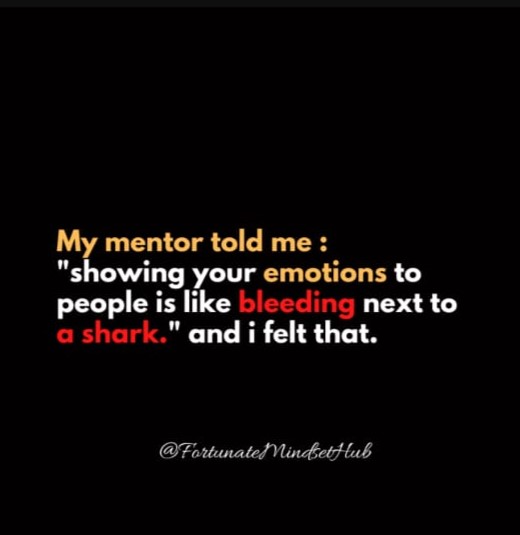 My mentor told me :
"showing your emotions to
people is like bleeding next to
a shark." and i felt that.
@FortunateMindsetHub